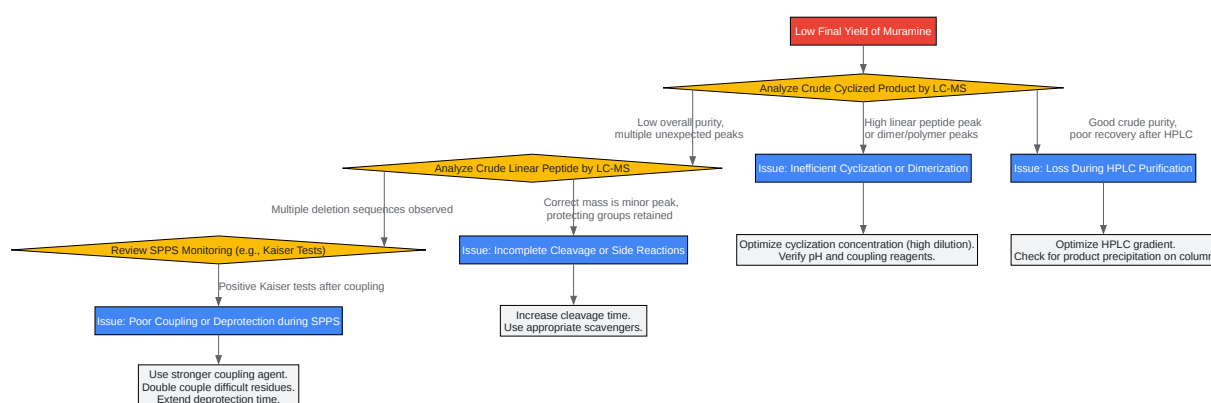 Low Final Yield of Muramine
Analyze Crude Cyclized Product by LC-MS
Low overall purity,
multiple unexpected peaks
High linear peptide peak
or dimer/polymer peaks
Good crude purity,
poor recovery after HPLC
Analyze Crude Linear Peptide by LC-MS
Issue: Inefficient Cyclization or Dimerization
Issue: Loss During HPLC Purification
Multiple deletion sequences observed
Correct mass is minor peak,
protecting groups retained
Review SPPS Monitoring (e.g., Kaiser Tests)
Issue: Incomplete Cleavage or Side Reactions
Optimize cyclization concentration (high dilution).
Verify pH and coupling reagents.
Optimize HPLC gradient.
Check for product precipitation on column
Positive Kaiser tests after coupling
Issue: Poor Coupling or Deprotection during SPPS
Increase cleavage time.
Use appropriate scavengers.
Use stronger coupling agent.
Double couple difficult residues.
Extend deprotection time.